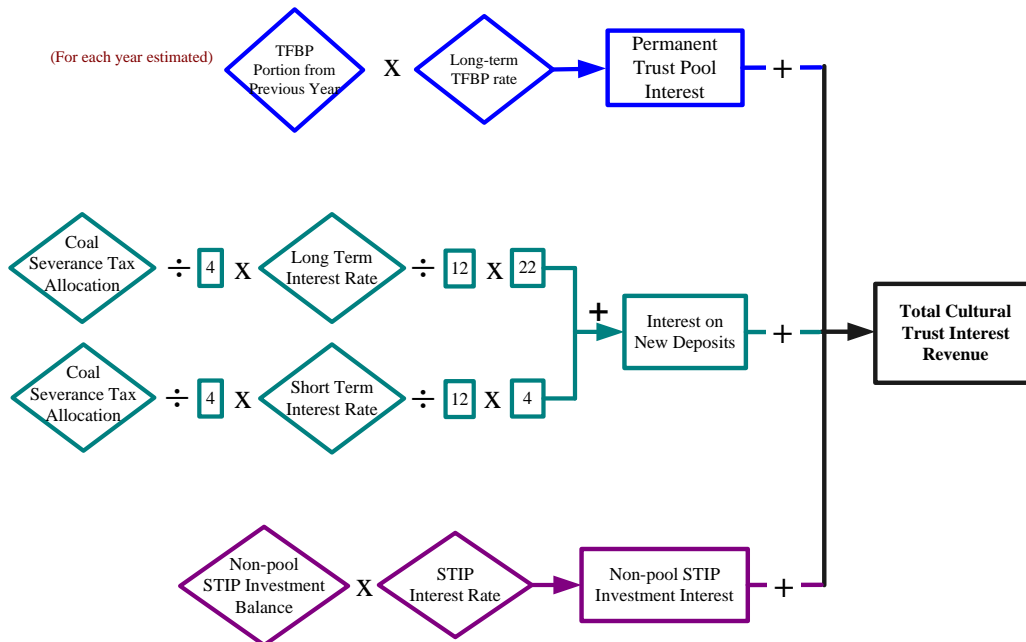 (For each year estimated)
TFBP
Portion from
Previous Year
X
Long-term
TFBP rate
Permanent
Trust Pool
Interest
+
Coal
Severance Tax
Allocation
÷
4
X
Long Term
Interest Rate
÷
12
X
22
+
Interest on
New Deposits
+
Total Cultural
Trust Interest
Revenue
Coal
Severance Tax
Allocation
÷
4
X
Short Term
Interest Rate
÷
12
X
4
Non-pool
STIP Investment
Balance
X
STIP
Interest Rate
Non-pool STIP
Investment Interest
+